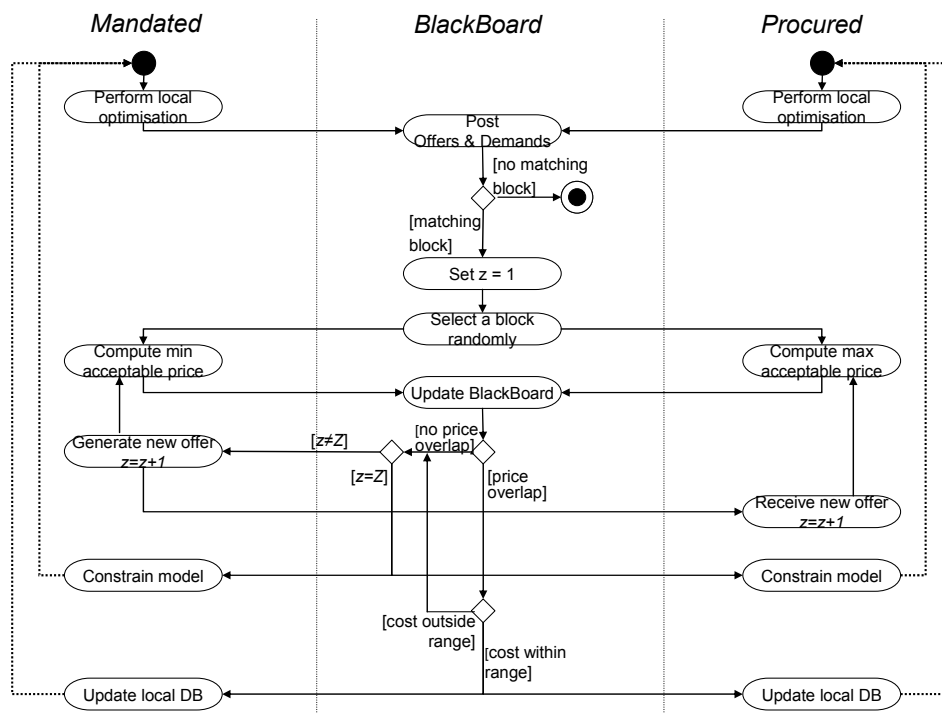 Mandated
BlackBoard
Procured
Perform local
optimisation
Perform local
optimisation
Post
Offers & Demands
[no matching
block]
[matching
block]
Set z = 1
Select a block
randomly
Compute min
acceptable price
Compute max
acceptable price
Update BlackBoard
[no price
overlap]
[z≠Z]
Generate new offer
z=z+1
[z=Z]
[price
overlap]
Receive new offer
z=z+1
Constrain model
Constrain model
[cost outside
range]
[cost within
range]
Update local DB
Update local DB